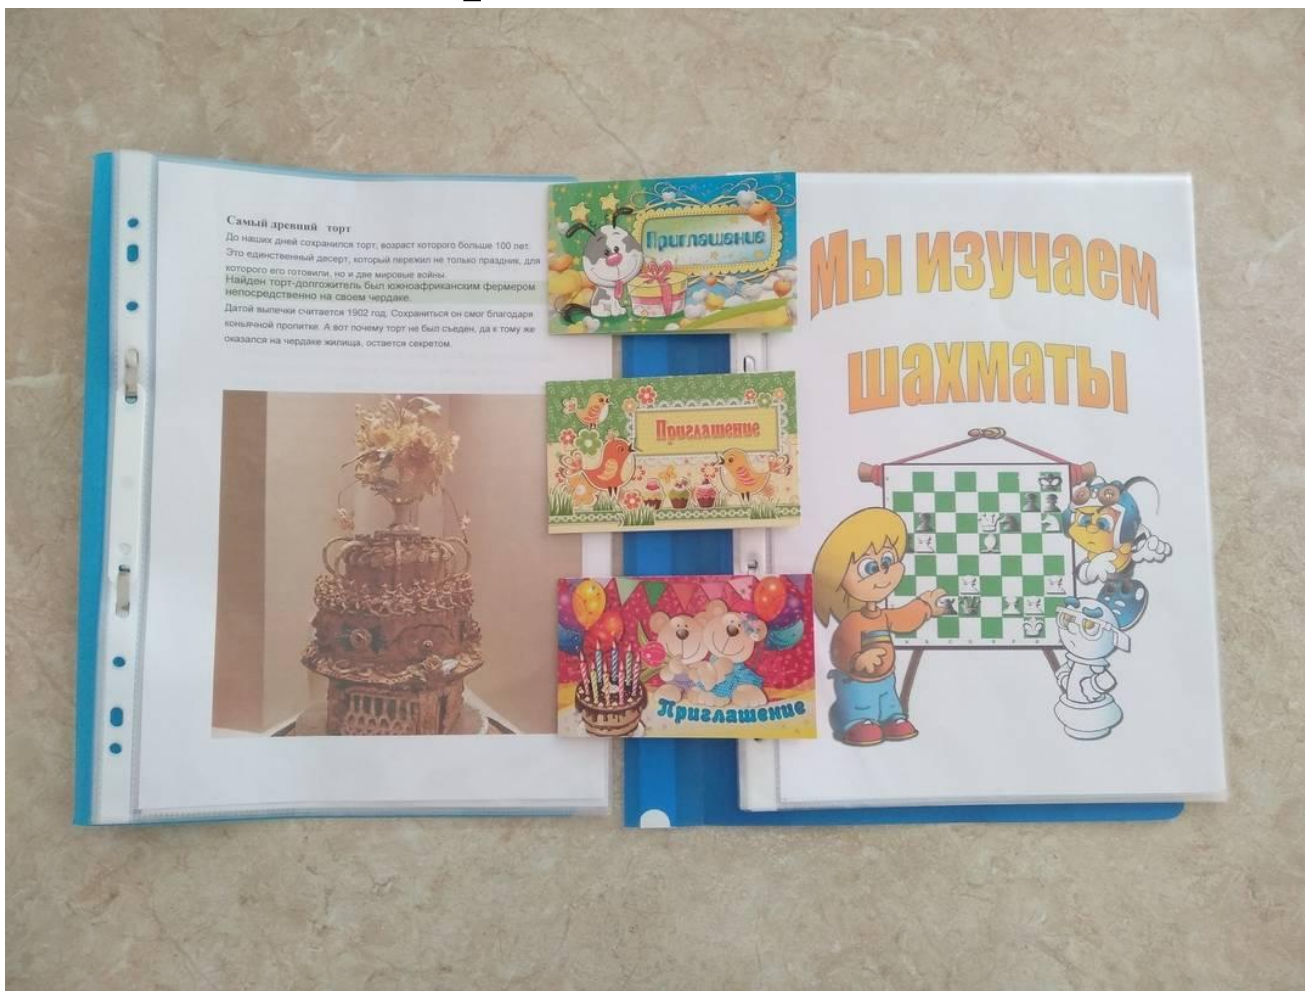 Самый древний торт
До наших дней сохранился торт, возраст которого больше 100 лет.
Это единственный десерт, который пережил не только праздник, для
которого его готовили, но и две мировые войны
Найден торт-долгожитель был южноафриканским фермером
непосредственно на своем чердаке.
Датой выпечки считается 1902 год. Сохраниться он смог благодаря
коньячной пропитке. А вот почему торт не был съеден, да к тому же
оказался на чердаке жилища, остается секретом.
Приглашение
Приглашение
Приглашение
Мы изучаем
шахматы